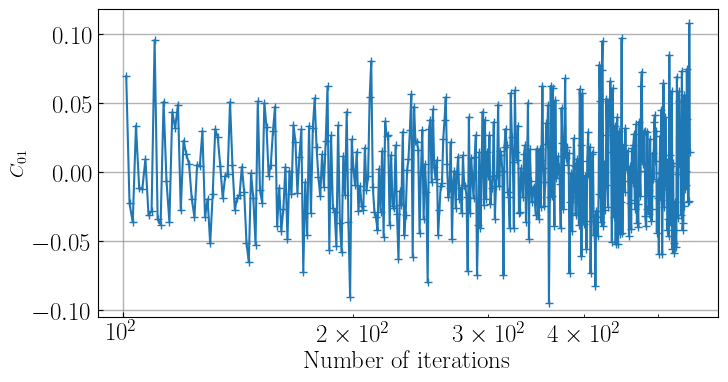 0.10
0.05
0.00
−0.05
−0.10
C₀₁
10²
2 × 10²
3 × 10²
4 × 10²
Number of iterictions